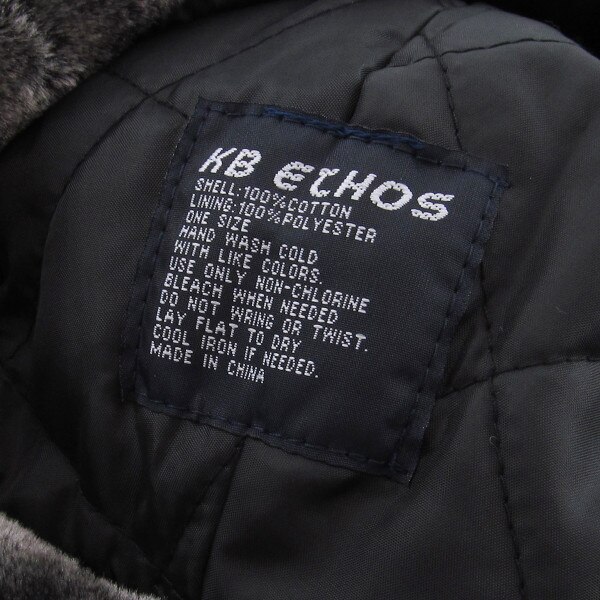 KB ETHOS
SHELL:100%COTTON
LINING:100%POLYESTER
ONE SIZE
HAND WASH COLD
WITH LIKE COLORS.
USE ONLY NON-CHLORINE
BLEACH WHEN NEEDED
DO NOT WRING OR TWIST.
LAY FLAT TO DRY
COOL IRON IF NEEDED.
MADE IN CHINA